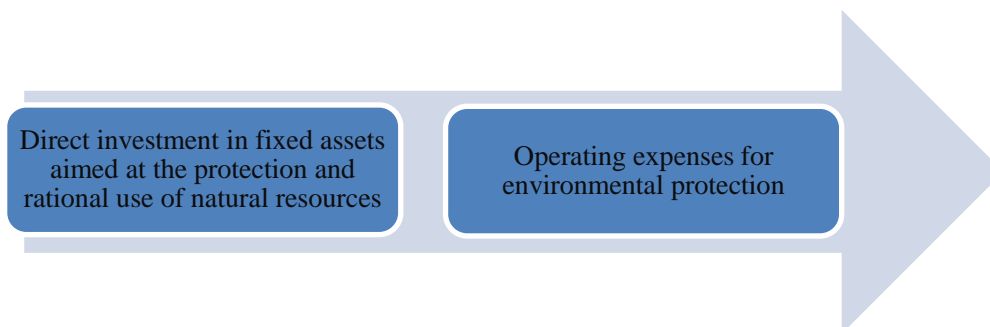 Direct investment in fixed assets
aimed at the protection and
rational use of natural resources
Operating expenses for
environmental protection